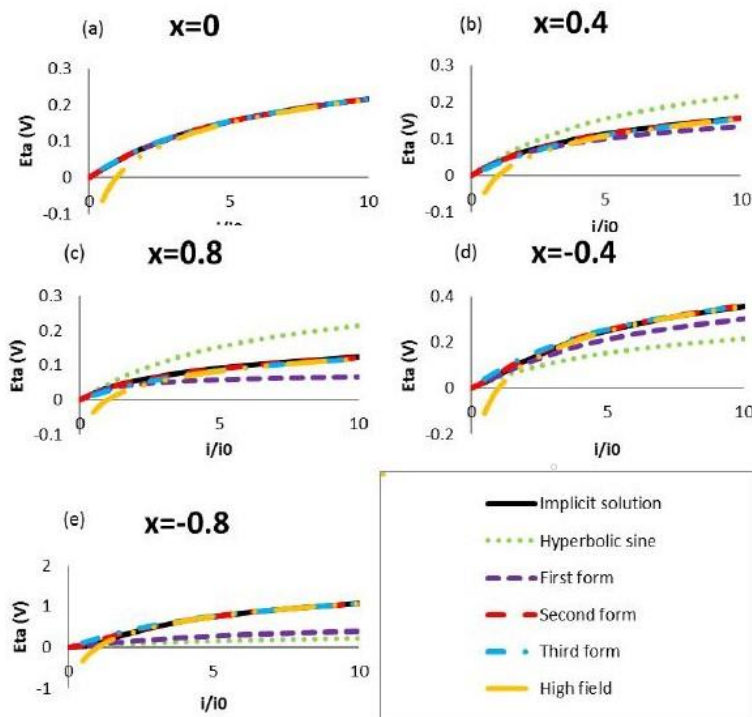 (a) x=0
Eta (V)
0.3
0.2
0.1
0
-0.1
0 5 10
i/i0
(b) x=0.4
Eta (V)
0.3
0.2
0.1
0
-0.1
0 5 10
i/i0
(c) x=0.8
Eta (V)
0.3
0.2
0.1
0
-0.1
0 5 10
i/i0
(d) x=-0.4
Eta (V)
0.4
0.2
0
-0.2
0 5 10
i/i0
(e) x=-0.8
Eta (V)
2
1
0
-1
0 5 10
i/i0
Implicit solution
Hyperbolic sine
First form
Second form
Third form
High field